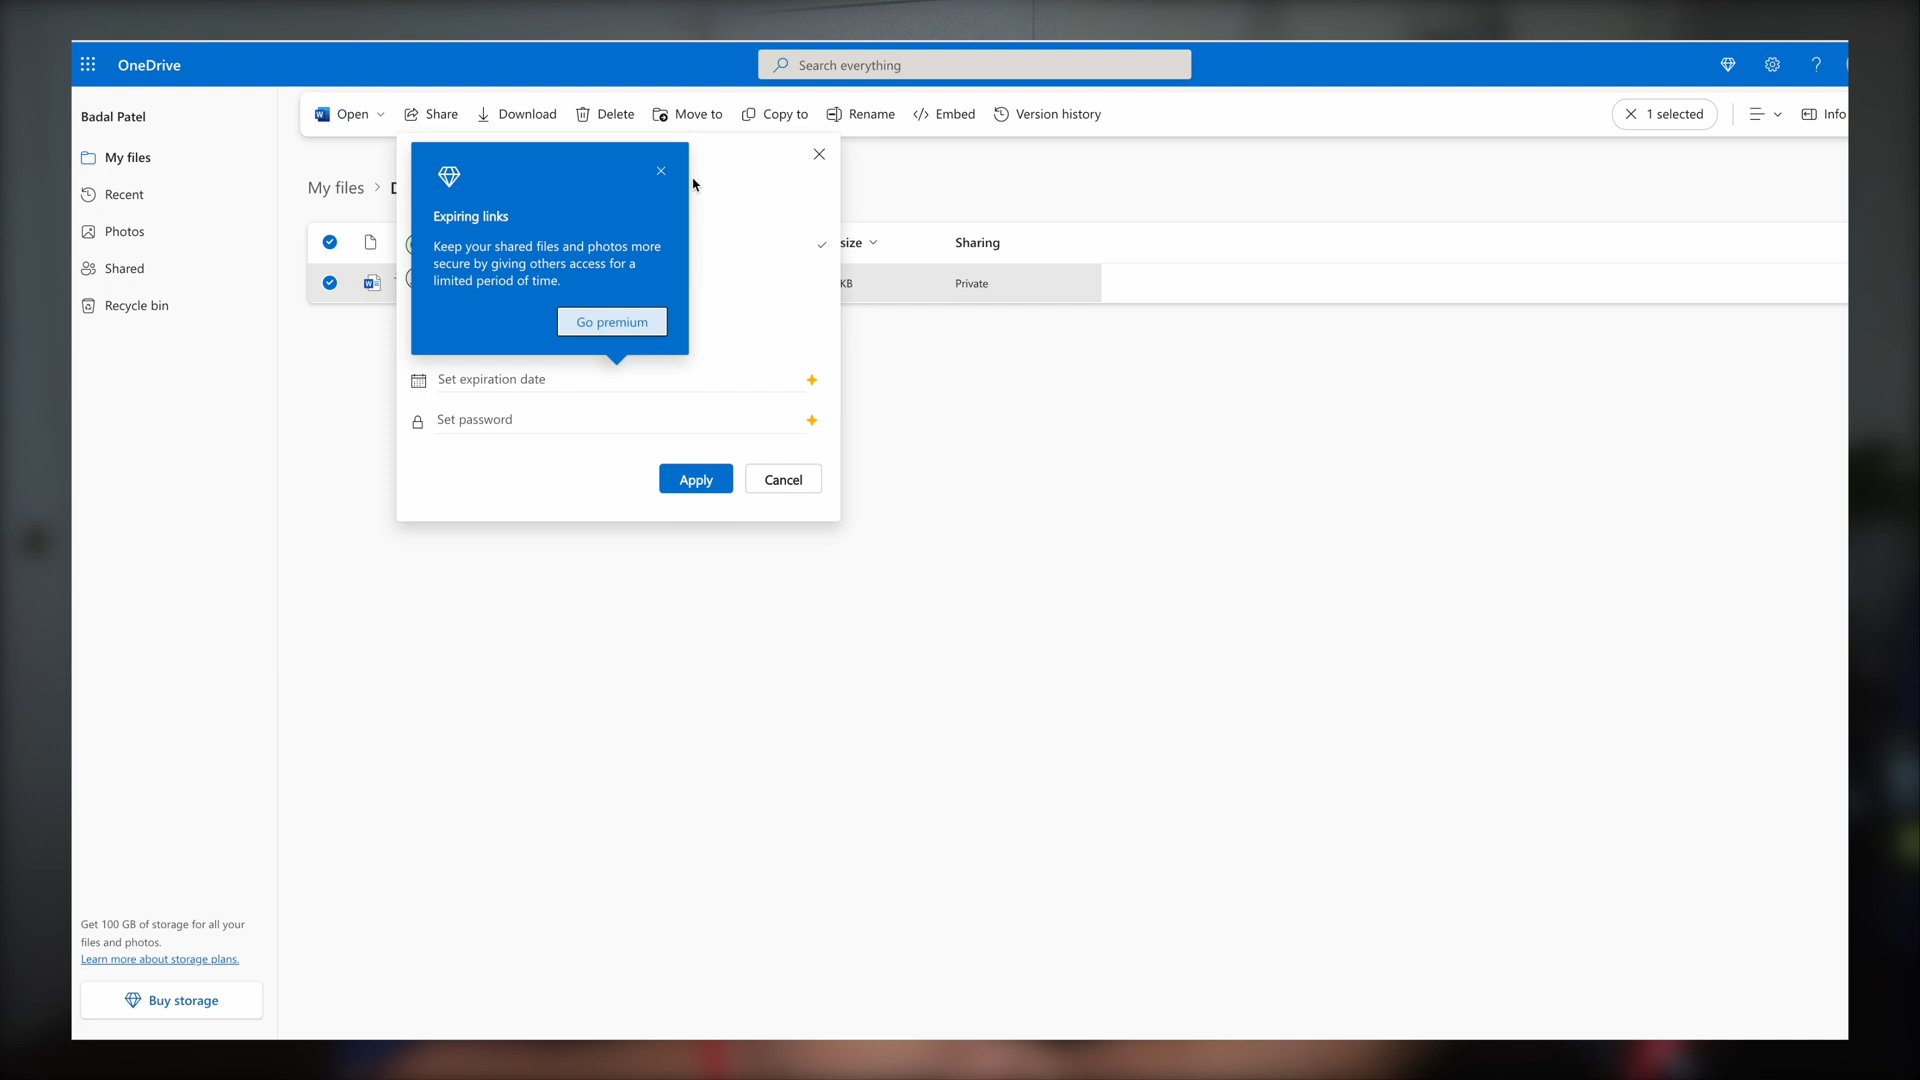 OneDrive
Search everything
Badal Patel
My files
Recent
Photos
Shared
Recycle bin
Open
Share
Download
Delete
Move to
Copy to
Rename
Embed
Version history
1 selected
Info
My files >
Expiring links
Keep your shared files and photos more
secure by giving others access for a
limited period of time.
Go premium
size
Sharing
KB
Private
Set expiration date
Set password
Apply
Cancel
Get 100 GB of storage for all your
files and photos.
Learn more about storage plans.
Buy storage